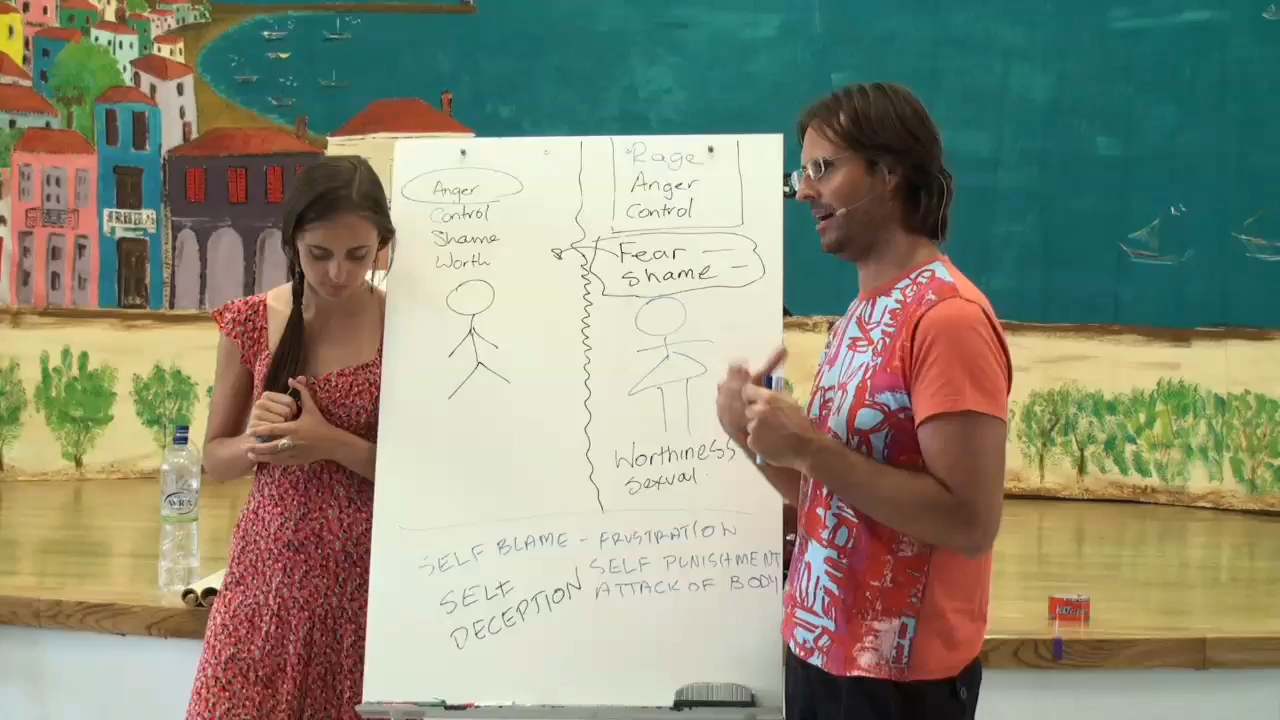 Anger
Control
Shame
Worth
Rage
Anger
Control
Fear –
Shame –
Worthiness
Sexual.
SELF BLAME – FRUSTRATION
SELF PUNISHMENT
ATTACK OF BODY
SELF
DECEPTION
AVRA